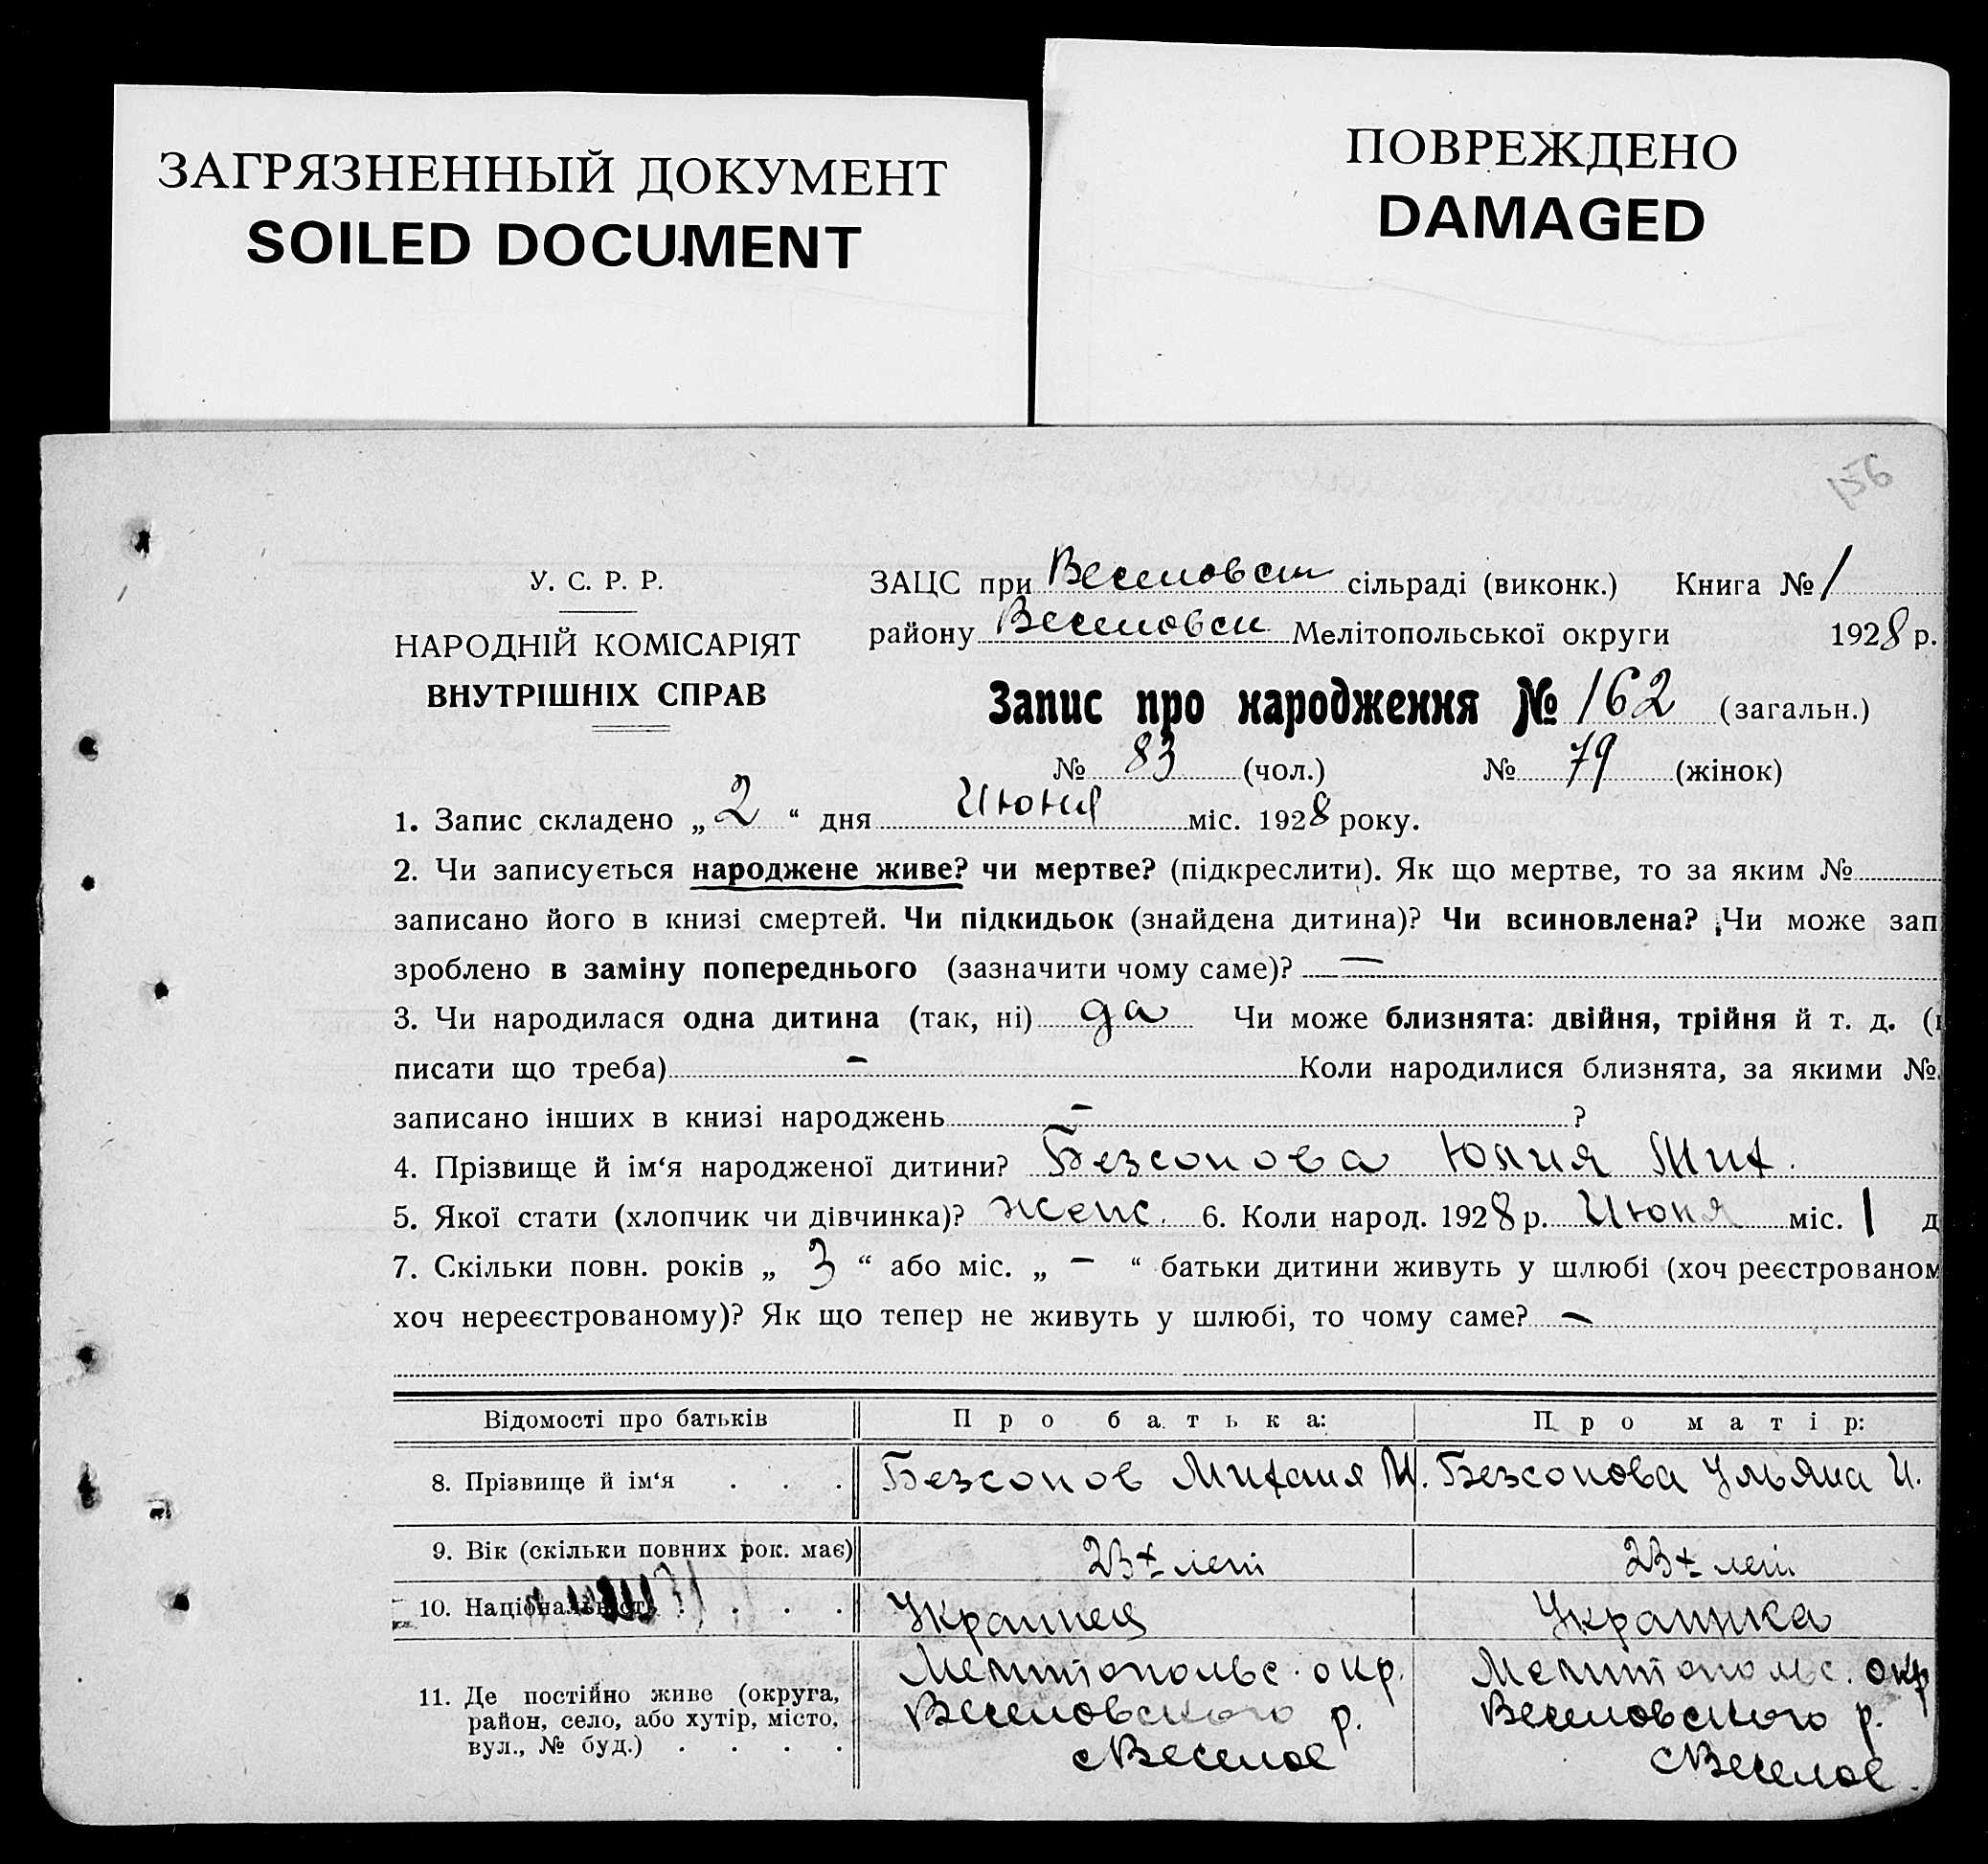 ЗАГРЯЗНЕННЫЙ ДОКУМЕНТ
SOILED DOCUMENT
ПОВРЕЖДЕНО
DAMAGED
156
У. С. Р. Р.
НАРОДНІЙ КОМІСАРІЯТ
ВНУТРІШНІХ СПРАВ
ЗАЦС при Веселовськ сільраді (виконк.) Книга № 1
району Веселовск Мелітопольської округи 1928 р.
Запис про народження № 162 (загальн.)
№ 83 (чол.) № 79 (жінок)
1. Запис складено „ 2 “ дня Июня міс. 1928 року.
2. Чи записується народжене живе? чи мертве? (підкреслити). Як що мертве, то за яким №
записано його в книзі смертей. Чи підкидьок (знайдена дитина)? Чи всиновлена? Чи може зап
зроблено в заміну попереднього (зазначити чому саме)? —
3. Чи народилася одна дитина (так, ні) да Чи може близнята: двійня, трійня й т. д. (
писати що треба) - Коли народилися близнята, за якими №
записано інших в книзі народжень - ?
4. Прізвище й ім‘я народженої дитини? Безсонова Юлия Мих.
5. Якої стати (хлопчик чи дівчинка)? женс. 6. Коли народ. 1928 р. Июня міс. 1 д
7. Скільки повн. років „ 3 “ або міс. „ – “ батьки дитини живуть у шлюбі (хоч реєстрованом
хоч нереєстрованому)? Як що тепер не живуть у шлюбі, то чому саме? —
Відомості про батьків Про батька: Про матір:
8. Прізвище й ім‘я . . . Безсонов Михаил М. Безсонова Ульяна И.
9. Вік (скільки повних рок. має) 23х лет 23х лет
10. Національність . . . . Украинец Украинка
11. Де постійно живе (округа, район, село, або хутір, місто, вул., № буд.) . . . .
Мелитопольс. окр.
Веселовского р.
с Веселое
Мелитопольс. окр
Веселовского р.
с Веселое.